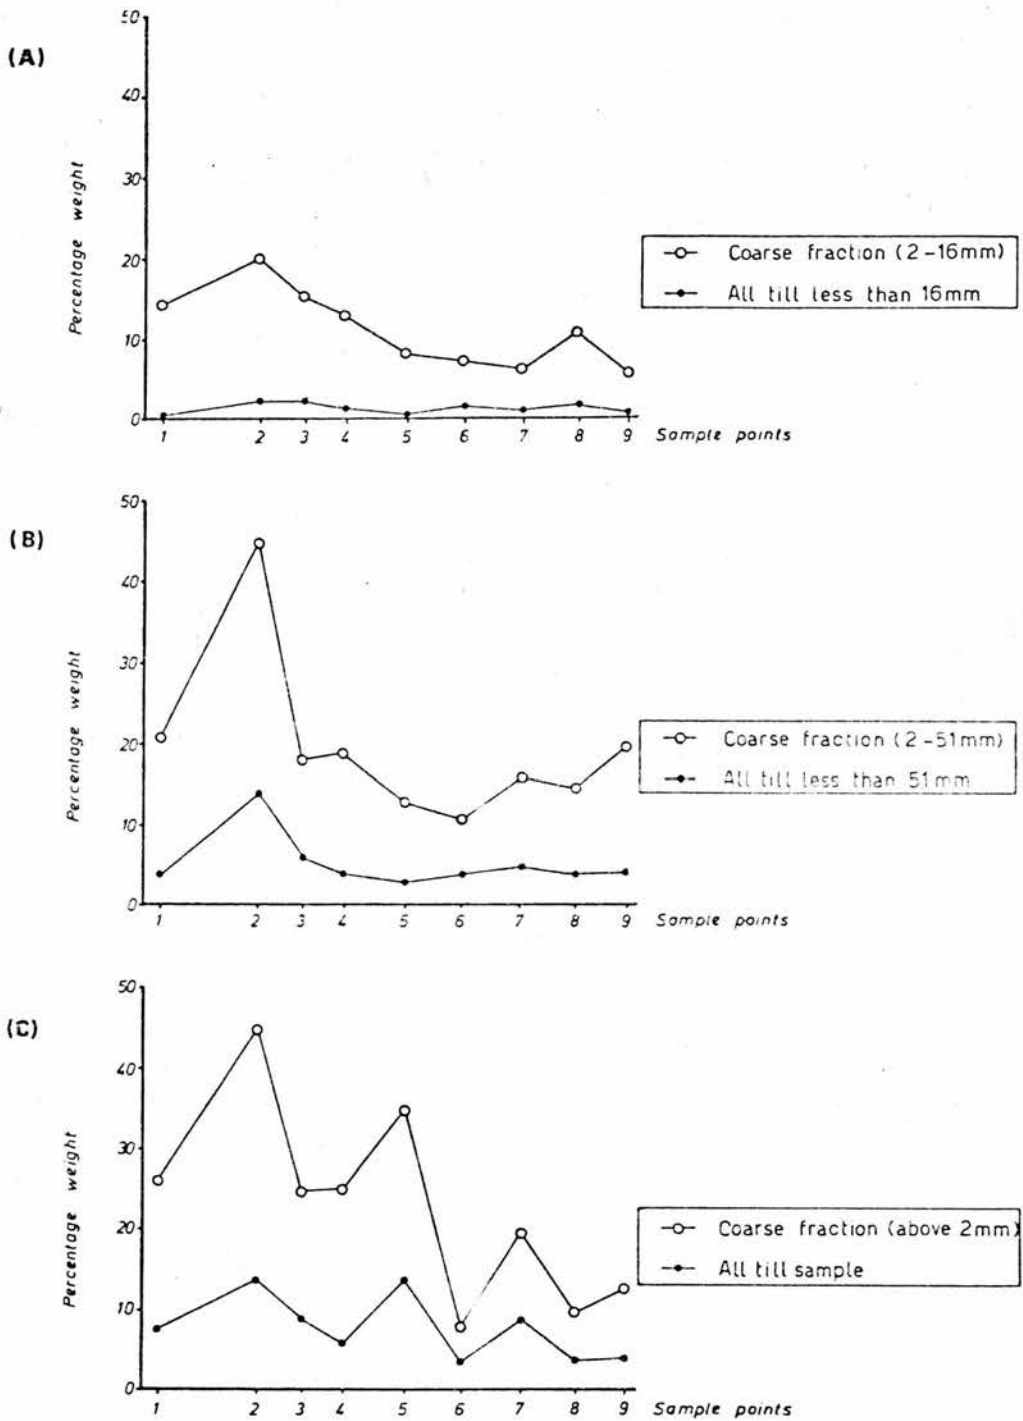 (A)
50
40
30
20
10
0
Percentage weight
1 2 3 4 5 6 7 8 9 Sample points
Coarse fraction (2-16mm)
All till less than 16mm
(B)
50
40
30
20
10
0
Percentage weight
1 2 3 4 5 6 7 8 9 Sample points
Coarse fraction (2-51mm)
All till less than 51mm
(C)
50
40
30
20
10
0
Percentage weight
1 2 3 4 5 6 7 8 9 Sample points
Coarse fraction (above 2mm)
All till sample